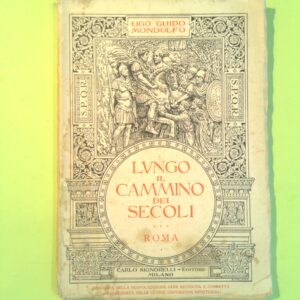 UGO GUIDO
MONDOLFO
S.P.Q.R.
S.P.Q.R.
LVNGO
IL
CAMMINO
DEI
SECOLI
ROMA
CARLO SIGNORELLI - EDITORE
MILANO